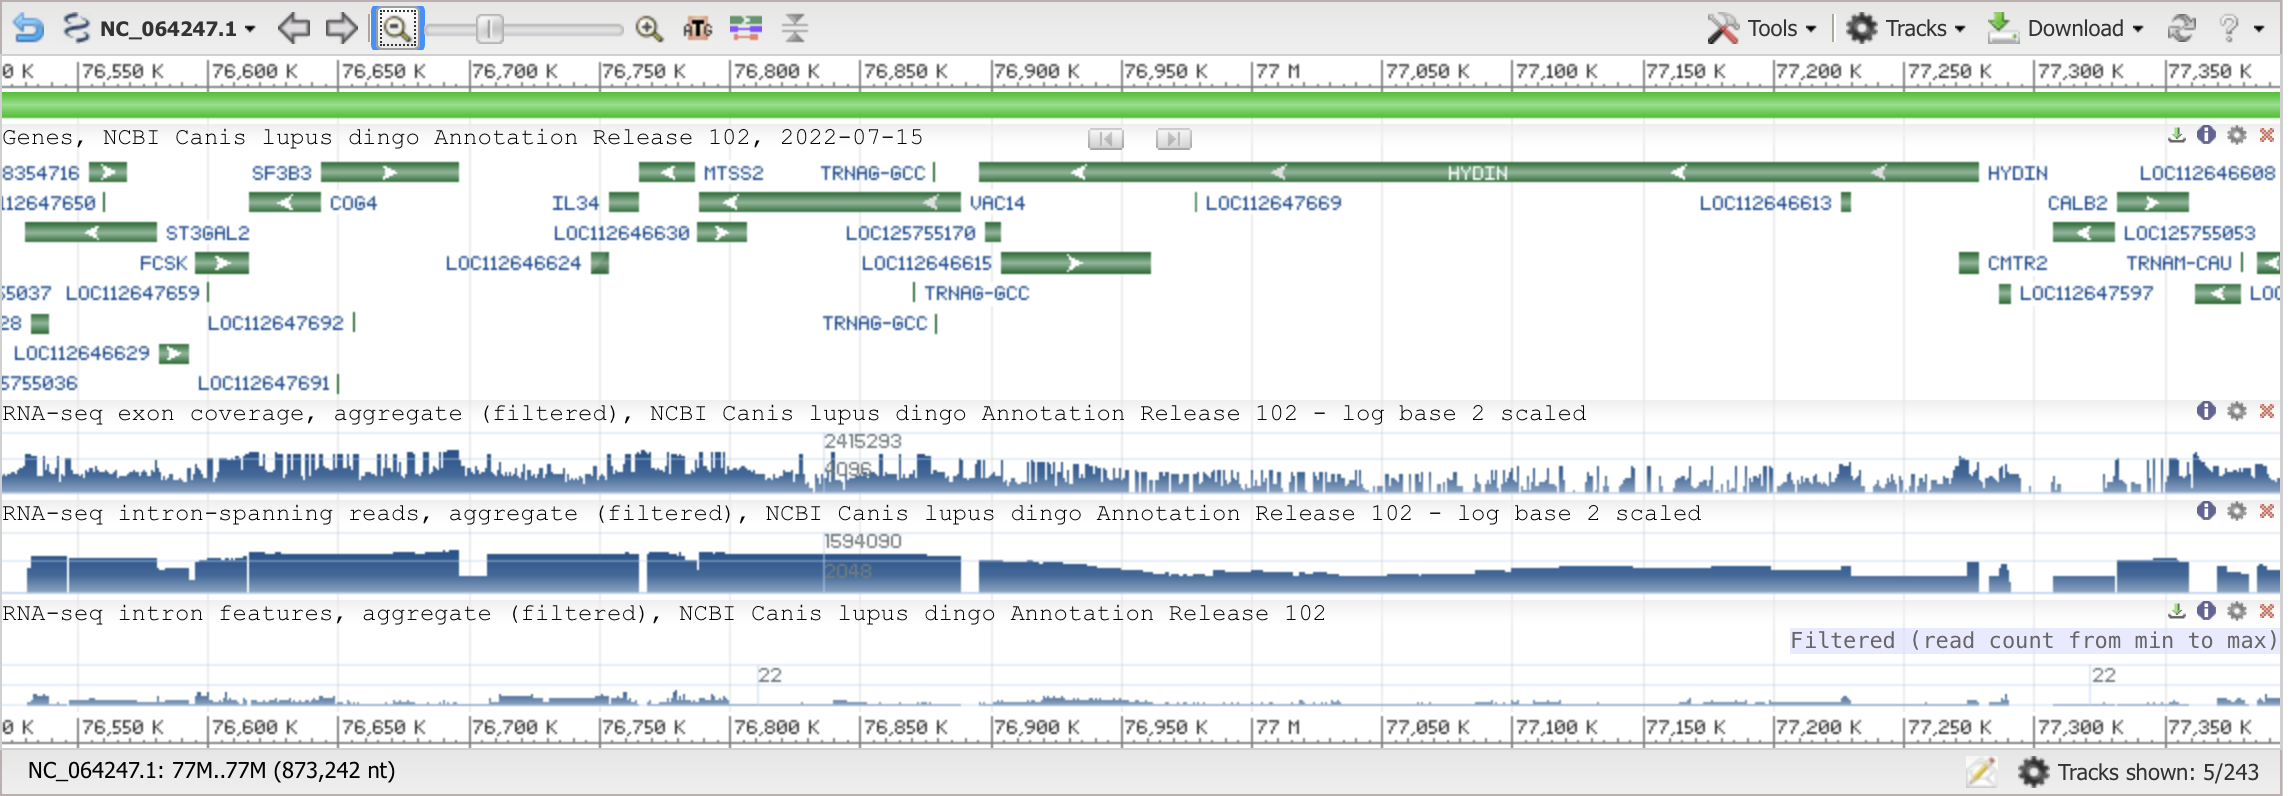 NC_064247.1 ATG Tools Tracks Download ?
0 K 76,550 K 76,600 K 76,650 K 76,700 K 76,750 K 76,800 K 76,850 K 76,900 K 76,950 K 77 M 77,050 K 77,100 K 77,150 K 77,200 K 77,250 K 77,300 K 77,350 K
Genes, NCBI Canis lupus dingo Annotation Release 102, 2022-07-15
8354716 SF3B3 MTSS2 TRNAG-GCC HYDIN HYDIN LOC112646608
112647650 COG4 IL34 VAC14 LOC112647669 LOC112646613 CALB2
ST3GAL2 LOC112646630 LOC125755170 LOC125755053
FCSK LOC112646624 LOC112646615 CMTR2 TRNAM-CAU
55037 LOC112647659 TRNAG-GCC LOC112647597 LOC
28 LOC112647692 TRNAG-GCC
LOC112646629
5755036 LOC112647691
RNA-seq exon coverage, aggregate (filtered), NCBI Canis lupus dingo Annotation Release 102 - log base 2 scaled
2415293
4096
RNA-seq intron-spanning reads, aggregate (filtered), NCBI Canis lupus dingo Annotation Release 102 - log base 2 scaled
1594090
2048
RNA-seq intron features, aggregate (filtered), NCBI Canis lupus dingo Annotation Release 102
Filtered (read count from min to max)
22 22
0 K 76,550 K 76,600 K 76,650 K 76,700 K 76,750 K 76,800 K 76,850 K 76,900 K 76,950 K 77 M 77,050 K 77,100 K 77,150 K 77,200 K 77,250 K 77,300 K 77,350 K
NC_064247.1: 77M..77M (873,242 nt) Tracks shown: 5/243